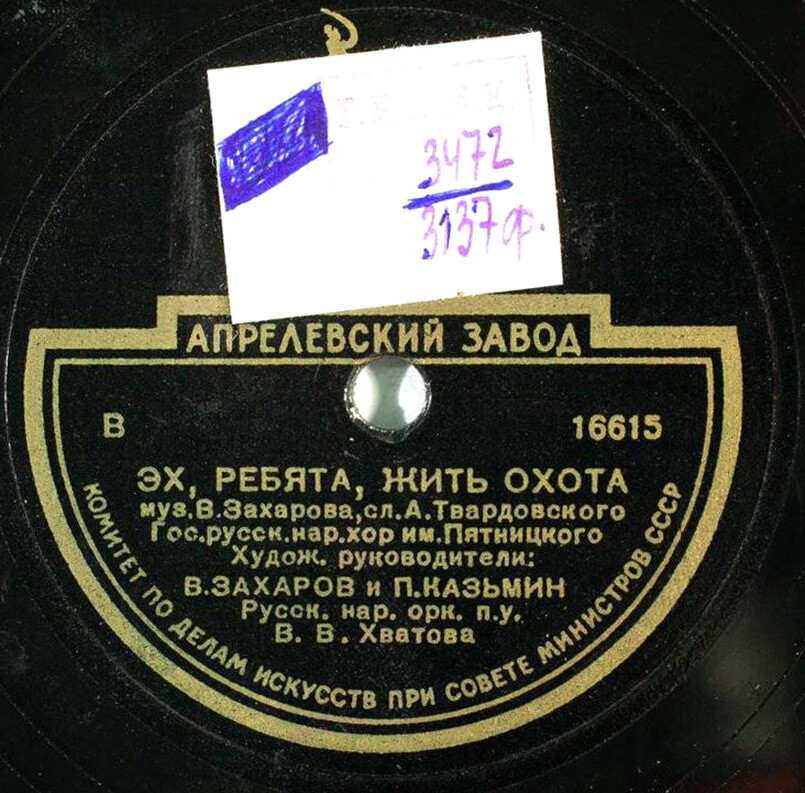 3472
3137ф.
АПРЕЛЕВСКИЙ ЗАВОД
В 16615
ЭХ, РЕБЯТА, ЖИТЬ ОХОТА
муз.В.Захарова,сл.А.Твардовского
Гос.русск.нар.хор им.Пятницкого
Худож. руководители:
В.ЗАХАРОВ и П.КАЗЬМИН
Русск. нар. орк. п.у.
В. В. Хватова
КОМИТЕТ ПО ДЕЛАМ ИСКУССТВ ПРИ СОВЕТЕ МИНИСТРОВ СССР